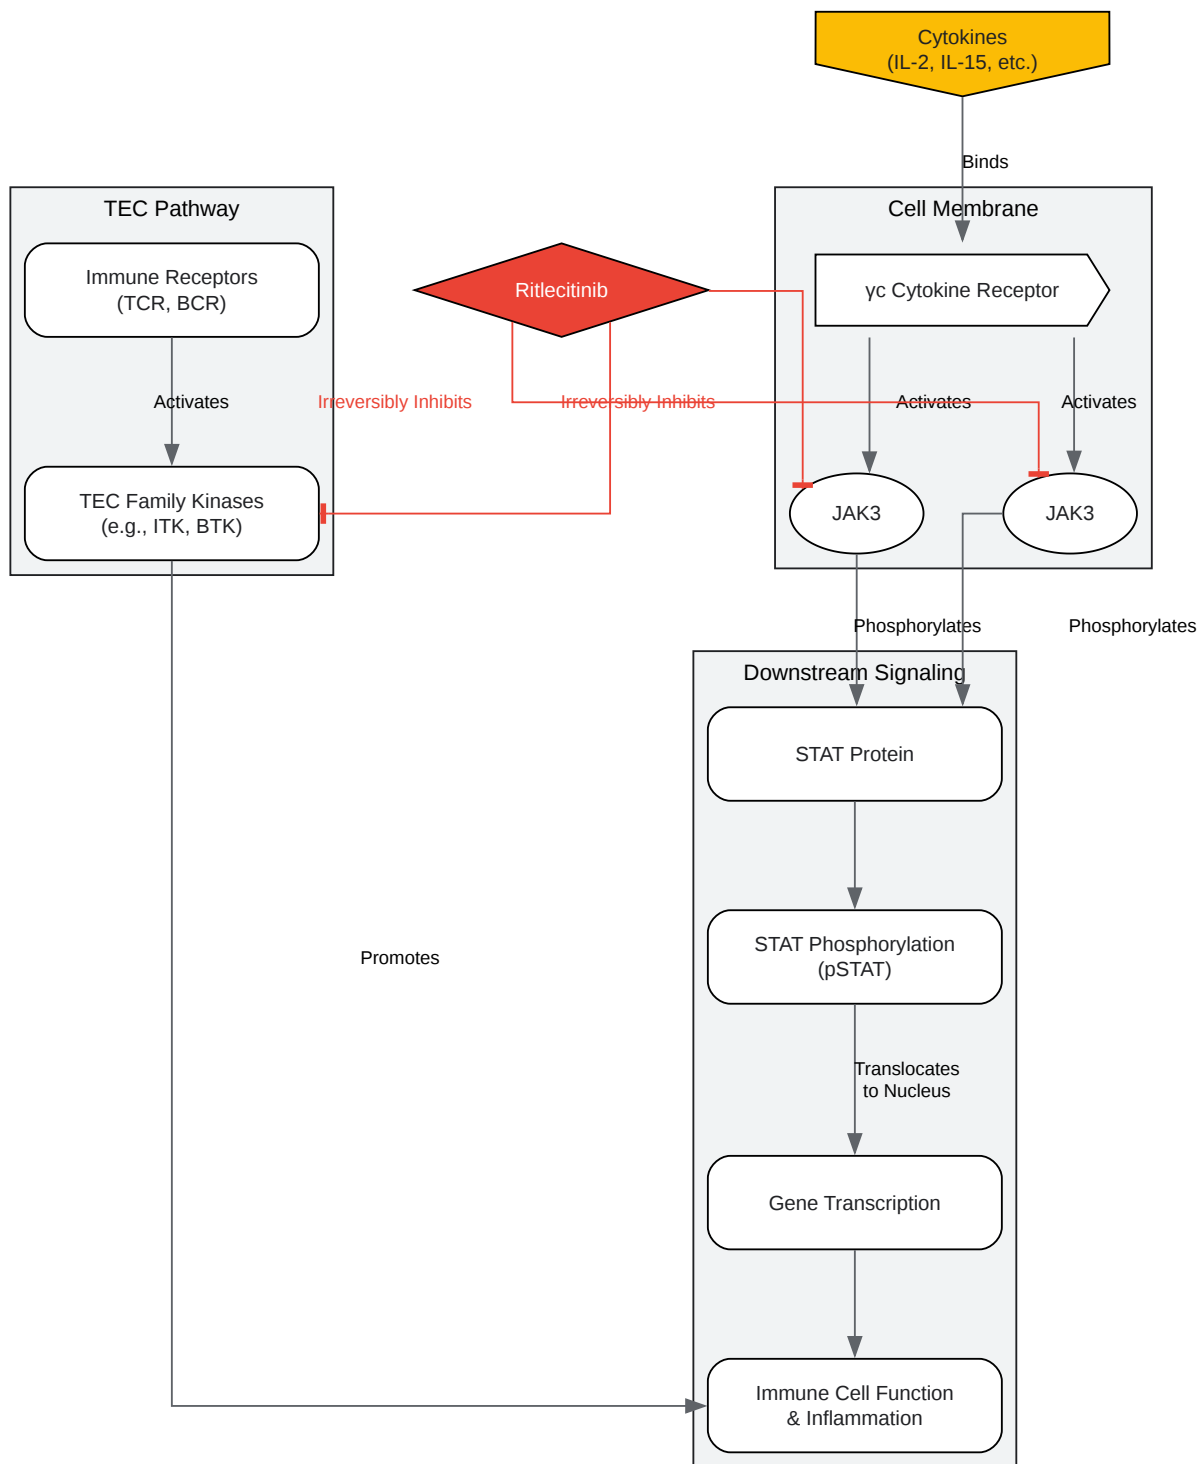 Cytokines
(IL-2, IL-15, etc.)
Binds
TEC Pathway
Cell Membrane
Immune Receptors
(TCR, BCR)
Ritlecitinib
γc Cytokine Receptor
Activates
Irreversibly Inhibits
Irreversibly Inhibits
Activates
Activates
TEC Family Kinases
(e.g., ITK, BTK)
JAK3
JAK3
Phosphorylates
Phosphorylates
Downstream Signaling
STAT Protein
STAT Phosphorylation
(pSTAT)
Promotes
Translocates
to Nucleus
Gene Transcription
Immune Cell Function
& Inflammation